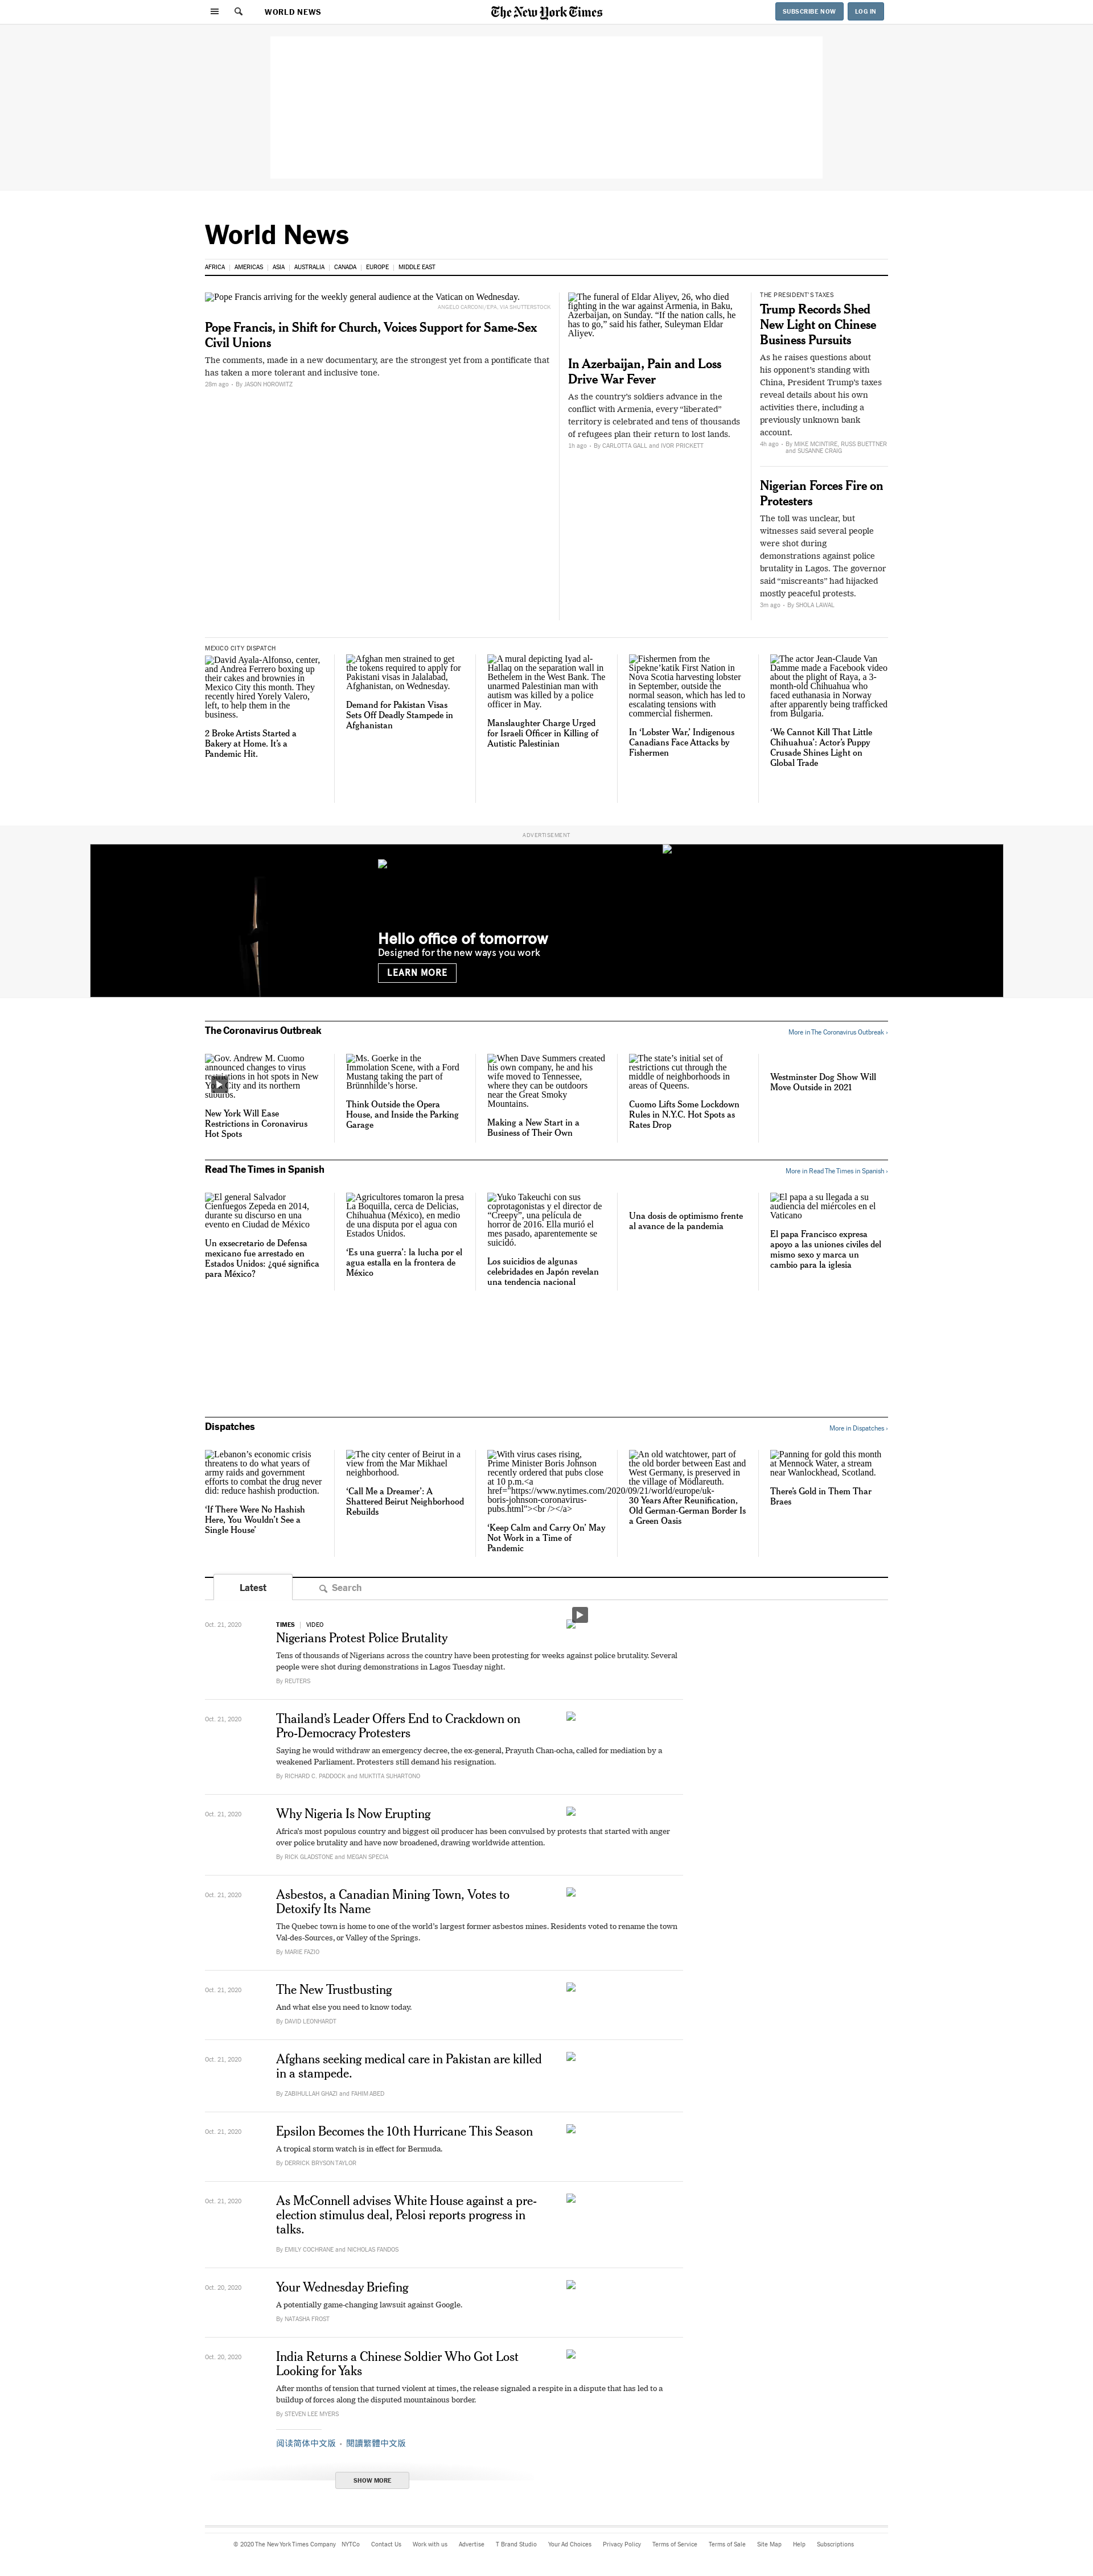 WORLD NEWS
The New York Times
SUBSCRIBE NOW
LOG IN
World News
AFRICA
AMERICAS
ASIA
AUSTRALIA
CANADA
EUROPE
MIDDLE EAST
Pope Francis arriving for the weekly general audience at the Vatican on Wednesday.
ANGELO CARCONI/EPA, VIA SHUTTERSTOCK
Pope Francis, in Shift for Church, Voices Support for Same-Sex
Civil Unions
The comments, made in a new documentary, are the strongest yet from a pontificate that
has taken a more tolerant and inclusive tone.
28m ago - By JASON HOROWITZ
The funeral of Eldar Aliyev, 26, who died
fighting in the war against Armenia, in Baku,
Azarbaijan, on Sunday. “If the nation calls, he
has to go,” said his father, Suleyman Eldar
Aliyev.
In Azerbaijan, Pain and Loss
Drive War Fever
As the country’s soldiers advance in the
conflict with Armenia, every “liberated”
territory is celebrated and tens of thousands
of refugees plan their return to lost lands.
1h ago - By CARLOTTA GALL and IVOR PRICKETT
THE PRESIDENT’S TAXES
Trump Records Shed
New Light on Chinese
Business Pursuits
As he raises questions about
his opponent’s standing with
China, President Trump’s taxes
reveal details about his own
activities there, including a
previously unknown bank
account.
4h ago - By MIKE McINTIRE, RUSS BUETTNER
and SUSANNE CRAIG
Nigerian Forces Fire on
Protesters
The toll was unclear, but
witnesses said several people
were shot during
demonstrations against police
brutality in Lagos. The governor
said “miscreants” had hijacked
mostly peaceful protests.
3m ago - By SHOLA LAWAL
MEXICO CITY DISPATCH
David Ayala-Alfonso, center,
and Andrea Ferrero boxing up
their cakes and brownies in
Mexico City this month. They
recently hired Yorely Valero,
left, to help them in the
business.
2 Broke Artists Started a
Bakery at Home. It’s a
Pandemic Hit.
Afghan men strained to get
the tokens required to apply for
Pakistani visas in Jalalabad,
Afghanistan, on Wednesday.
Demand for Pakistan Visas
Sets Off Deadly Stampede in
Afghanistan
A mural depicting Iyad al-
Hallaq on the separation wall in
Bethelem in the West Bank. The
unarmed Palestinian man with
autism was killed by a police
officer in May.
Manslaughter Charge Urged
for Israeli Officer in Killing of
Autistic Palestinian
Fishermen from the
Sipekne’katik First Nation in
Nova Scotia harvesting lobster
in September, outside the
normal season, which has led to
escalating tensions with
commercial fishermen.
In ‘Lobster War,’ Indigenous
Canadians Face Attacks by
Fishermen
The actor Jean-Claude Van
Damme made a Facebook video
about the plight of Raya, a 3-
month-old Chihuahua who
faced euthanasia in Norway
after apparently being trafficked
from Bulgaria.
‘We Cannot Kill That Little
Chihuahua’: Actor’s Puppy
Crusade Shines Light on
Global Trade
ADVERTISEMENT
Hello office of tomorrow
Designed for the new ways you work
LEARN MORE
The Coronavirus Outbreak
More in The Coronavirus Outbreak ›
Gov. Andrew M. Cuomo
announced changes to virus
restrictions in hot spots in New
York City and its northern
suburbs.
New York Will Ease
Restrictions in Coronavirus
Hot Spots
Ms. Goerke in the
Immolation Scene, with a Ford
Mustang taking the part of
Brünnhilde’s horse.
Think Outside the Opera
House, and Inside the Parking
Garage
When Dave Summers created
his own company, he and his
wife moved to Tennessee,
where they can be outdoors
near the Great Smoky
Mountains.
Making a New Start in a
Business of Their Own
The state’s initial set of
restrictions cut through the
middle of neighborhoods in
areas of Queens.
Cuomo Lifts Some Lockdown
Rules in N.Y.C. Hot Spots as
Rates Drop
Westminster Dog Show Will
Move Outside in 2021
Read The Times in Spanish
More in Read The Times in Spanish ›
El general Salvador
Cienfuegos Zepeda en 2014,
durante su discurso en una
evento en Ciudad de México
Un exsecretario de Defensa
mexicano fue arrestado en
Estados Unidos: ¿qué significa
para México?
Agricultores tomaron la presa
La Boquilla, cerca de Delicias,
Chihuahua (México), en medio
de una disputa por el agua con
Estados Unidos.
‘Es una guerra’: la lucha por el
agua estalla en la frontera de
México
Yuko Takeuchi con sus
coprotagonistas y el director de
“Creepy”, una película de
horror de 2016. Ella murió el
mes pasado, aparentemente se
suicidó.
Los suicidios de algunas
celebridades en Japón revelan
una tendencia nacional
Una dosis de optimismo frente
al avance de la pandemia
El papa a su llegada a su
audiencia del miércoles en el
Vaticano
El papa Francisco expresa
apoyo a las uniones civiles del
mismo sexo y marca un
cambio para la iglesia
Dispatches
More in Dispatches ›
Lebanon’s economic crisis
threatens to do what years of
army raids and government
efforts to combat the drug never
did: reduce hashish production.
‘If There Were No Hashish
Here, You Wouldn’t See a
Single House’
The city center of Beirut in a
view from the Mar Mikhael
neighborhood.
‘Call Me a Dreamer’: A
Shattered Beirut Neighborhood
Rebuilds
With virus cases rising,
Prime Minister Boris Johnson
recently ordered that pubs close
at 10 p.m.<a
href="https://www.nytimes.com/2020/09/21/world/europe/uk-
boris-johnson-coronavirus-
pubs.html"><br /></a>
‘Keep Calm and Carry On’ May
Not Work in a Time of
Pandemic
An old watchtower, part of
the old border between East and
West Germany, is preserved in
the village of Mödlareuth.
30 Years After Reunification,
Old German-German Border Is
a Green Oasis
Panning for gold this month
at Mennock Water, a stream
near Wanlockhead, Scotland.
There’s Gold in Them Thar
Braes
Latest
Search
Oct. 21, 2020
TIMES | VIDEO
Nigerians Protest Police Brutality
Tens of thousands of Nigerians across the country have been protesting for weeks against police brutality. Several
people were shot during demonstrations in Lagos Tuesday night.
By REUTERS
Oct. 21, 2020
Thailand’s Leader Offers End to Crackdown on
Pro-Democracy Protesters
Saying he would withdraw an emergency decree, the ex-general, Prayuth Chan-ocha, called for mediation by a
weakened Parliament. Protesters still demand his resignation.
By RICHARD C. PADDOCK and MUKTITA SUHARTONO
Oct. 21, 2020
Why Nigeria Is Now Erupting
Africa’s most populous country and biggest oil producer has been convulsed by protests that started with anger
over police brutality and have now broadened, drawing worldwide attention.
By RICK GLADSTONE and MEGAN SPECIA
Oct. 21, 2020
Asbestos, a Canadian Mining Town, Votes to
Detoxify Its Name
The Quebec town is home to one of the world’s largest former asbestos mines. Residents voted to rename the town
Val-des-Sources, or Valley of the Springs.
By MARIE FAZIO
Oct. 21, 2020
The New Trustbusting
And what else you need to know today.
By DAVID LEONHARDT
Oct. 21, 2020
Afghans seeking medical care in Pakistan are killed
in a stampede.
By ZABIHULLAH GHAZI and FAHIM ABED
Oct. 21, 2020
Epsilon Becomes the 10th Hurricane This Season
A tropical storm watch is in effect for Bermuda.
By DERRICK BRYSON TAYLOR
Oct. 21, 2020
As McConnell advises White House against a pre-
election stimulus deal, Pelosi reports progress in
talks.
By EMILY COCHRANE and NICHOLAS FANDOS
Oct. 20, 2020
Your Wednesday Briefing
A potentially game-changing lawsuit against Google.
By NATASHA FROST
Oct. 20, 2020
India Returns a Chinese Soldier Who Got Lost
Looking for Yaks
After months of tension that turned violent at times, the release signaled a respite in a dispute that has led to a
buildup of forces along the disputed mountainous border.
By STEVEN LEE MYERS
阅读简体中文版 - 閱讀繁體中文版
SHOW MORE
© 2020 The New York Times Company
NYTCo
Contact Us
Work with us
Advertise
T Brand Studio
Your Ad Choices
Privacy Policy
Terms of Service
Terms of Sale
Site Map
Help
Subscriptions